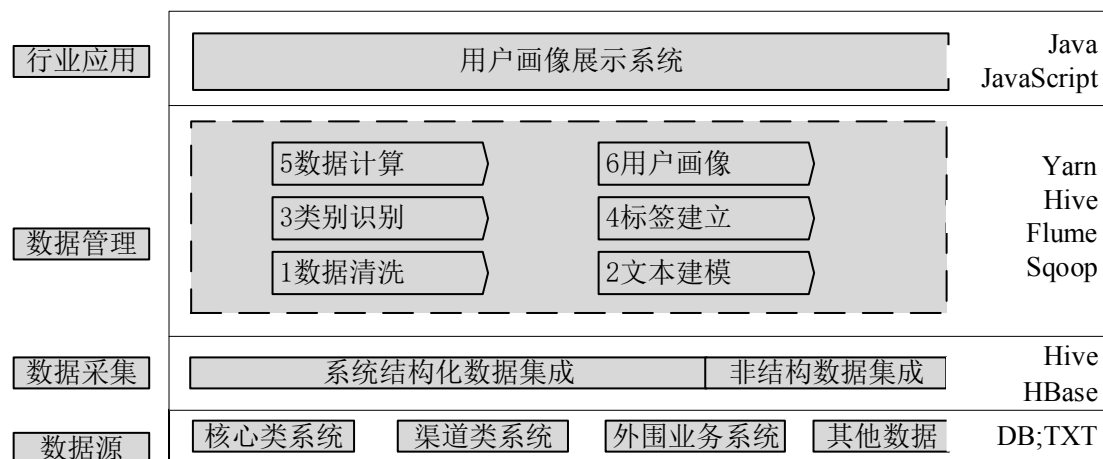 行业应用
用户画像展示系统
Java
JavaScript
数据管理
5数据计算
6用户画像
3类别识别
4标签建立
1数据清洗
2文本建模
Yarn
Hive
Flume
Sqoop
数据采集
系统结构化数据集成
非结构数据集成
Hive
HBase
数据源
核心类系统
渠道类系统
外围业务系统
其他数据
DB;TXT